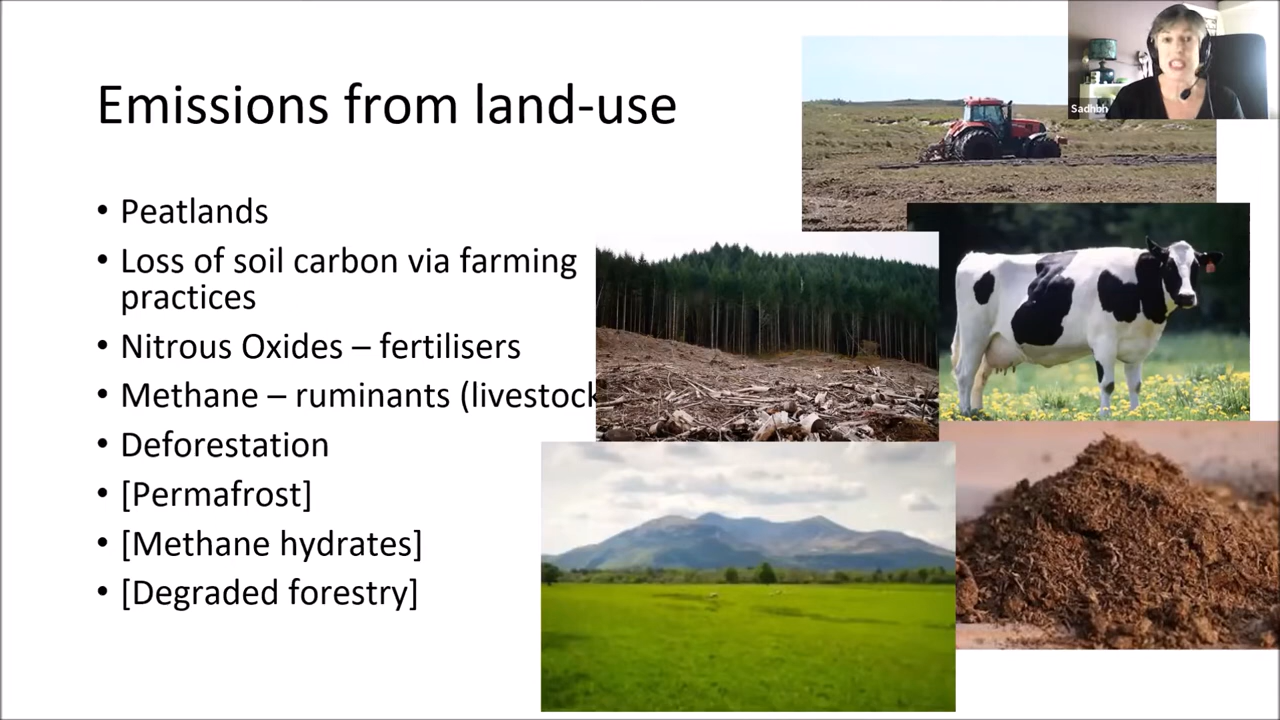 Emissions from land-use
Sadhbh
• Peatlands
• Loss of soil carbon via farming
practices
• Nitrous Oxides – fertilisers
• Methane – ruminants (livestock
• Deforestation
• [Permafrost]
• [Methane hydrates]
• [Degraded forestry]